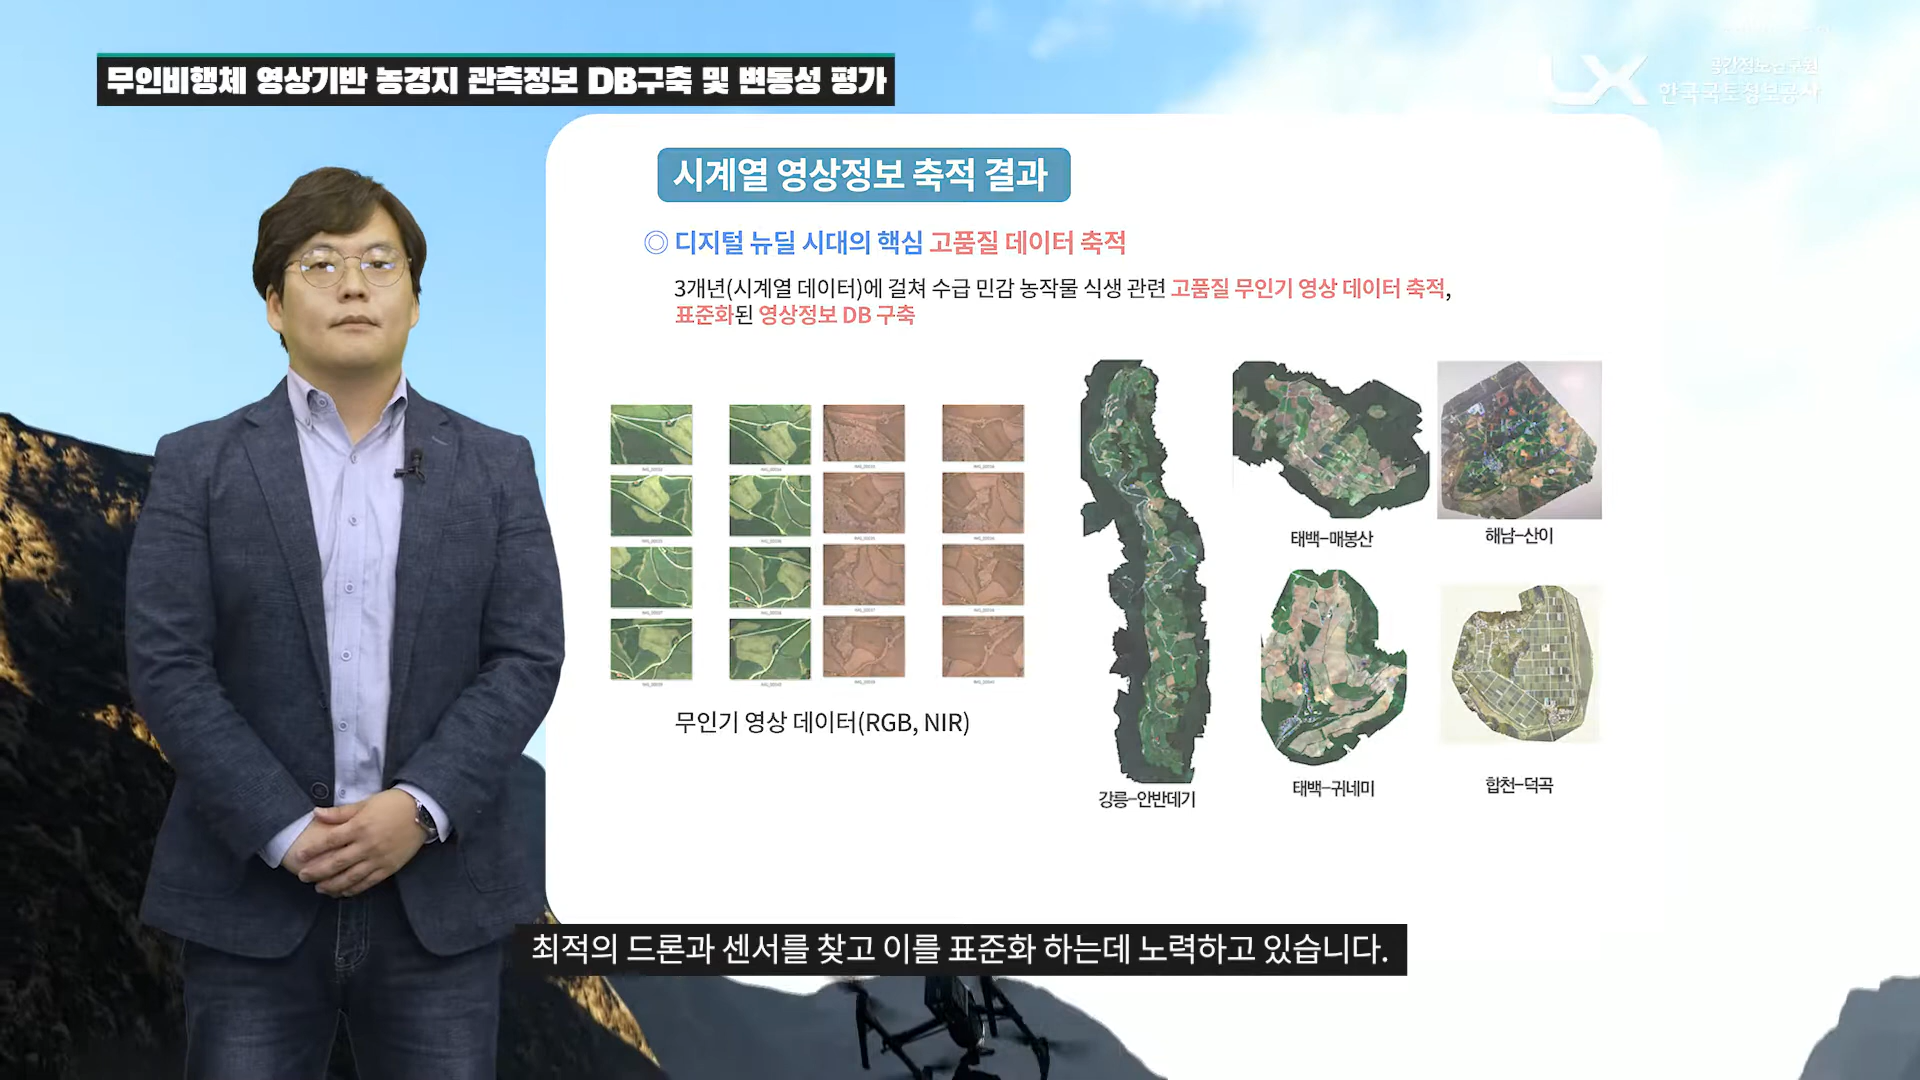 무인비행체 영상기반 농경지 관측정보 DB구축 및 변동성 평가
LX 공간정보연구원
한국국토정보공사
시계열 영상정보 축적 결과
◎ 디지털 뉴딜 시대의 핵심 고품질 데이터 축적
3개년(시계열 데이터)에 걸쳐 수급 민감 농작물 식생 관련 고품질 무인기 영상 데이터 축적,
표준화된 영상정보 DB 구축
무인기 영상 데이터(RGB, NIR)
태백-매봉산
해남-산이
강릉-안반데기
태백-귀네미
합천-덕곡
최적의 드론과 센서를 찾고 이를 표준화 하는데 노력하고 있습니다.